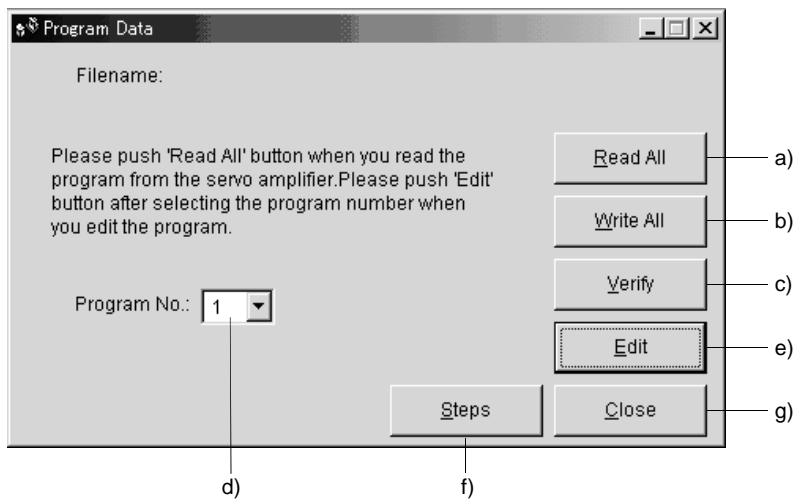 Program Data
Filename:
Please push 'Read All' button when you read the
program from the servo amplifier.Please push 'Edit'
button after selecting the program number when
you edit the program.
Read All
a)
Write All
b)
Verify
c)
Program No.: 1
Edit
e)
Steps
Close
g)
d)
f)